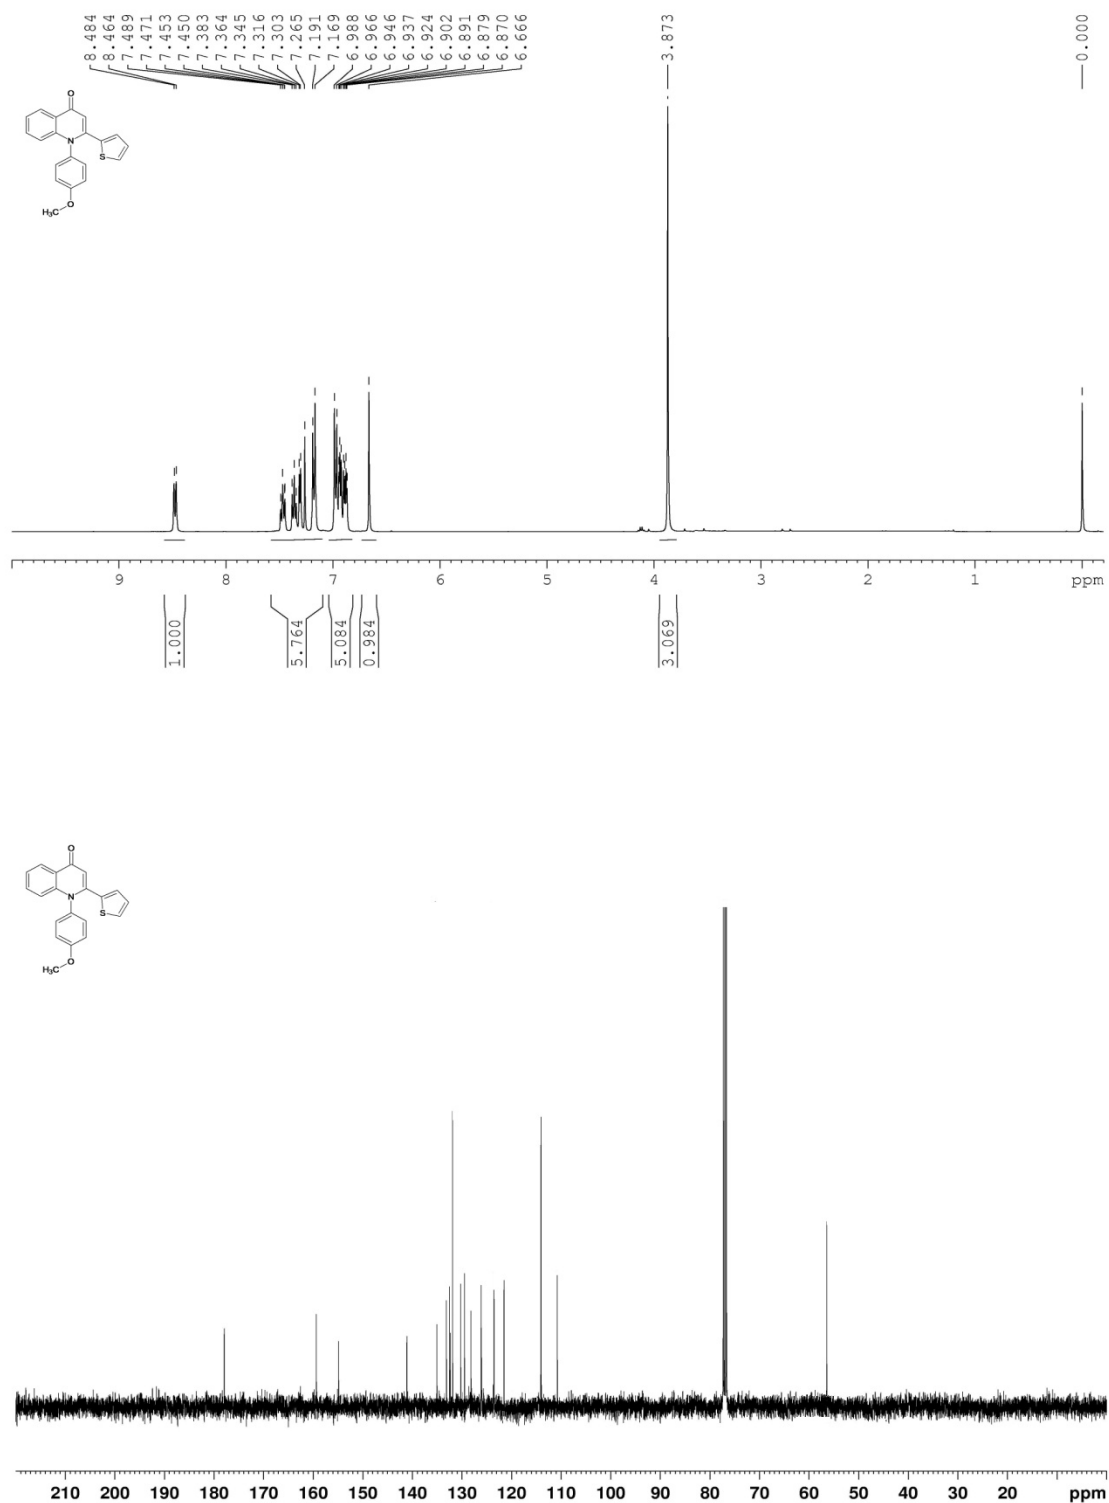 8.484
8.464
7.489
7.471
7.453
7.450
7.383
7.364
7.345
7.316
7.303
7.265
7.191
7.169
6.988
6.966
6.946
6.937
6.924
6.902
6.891
6.879
6.870
6.666
3.873
0.000
O
N
S
O
H₃C
9 8 7 6 5 4 3 2 1 ppm
1.000
5.764
5.084
0.984
3.069
O
N
S
O
H₃C
210 200 190 180 170 160 150 140 130 120 110 100 90 80 70 60 50 40 30 20 ppm